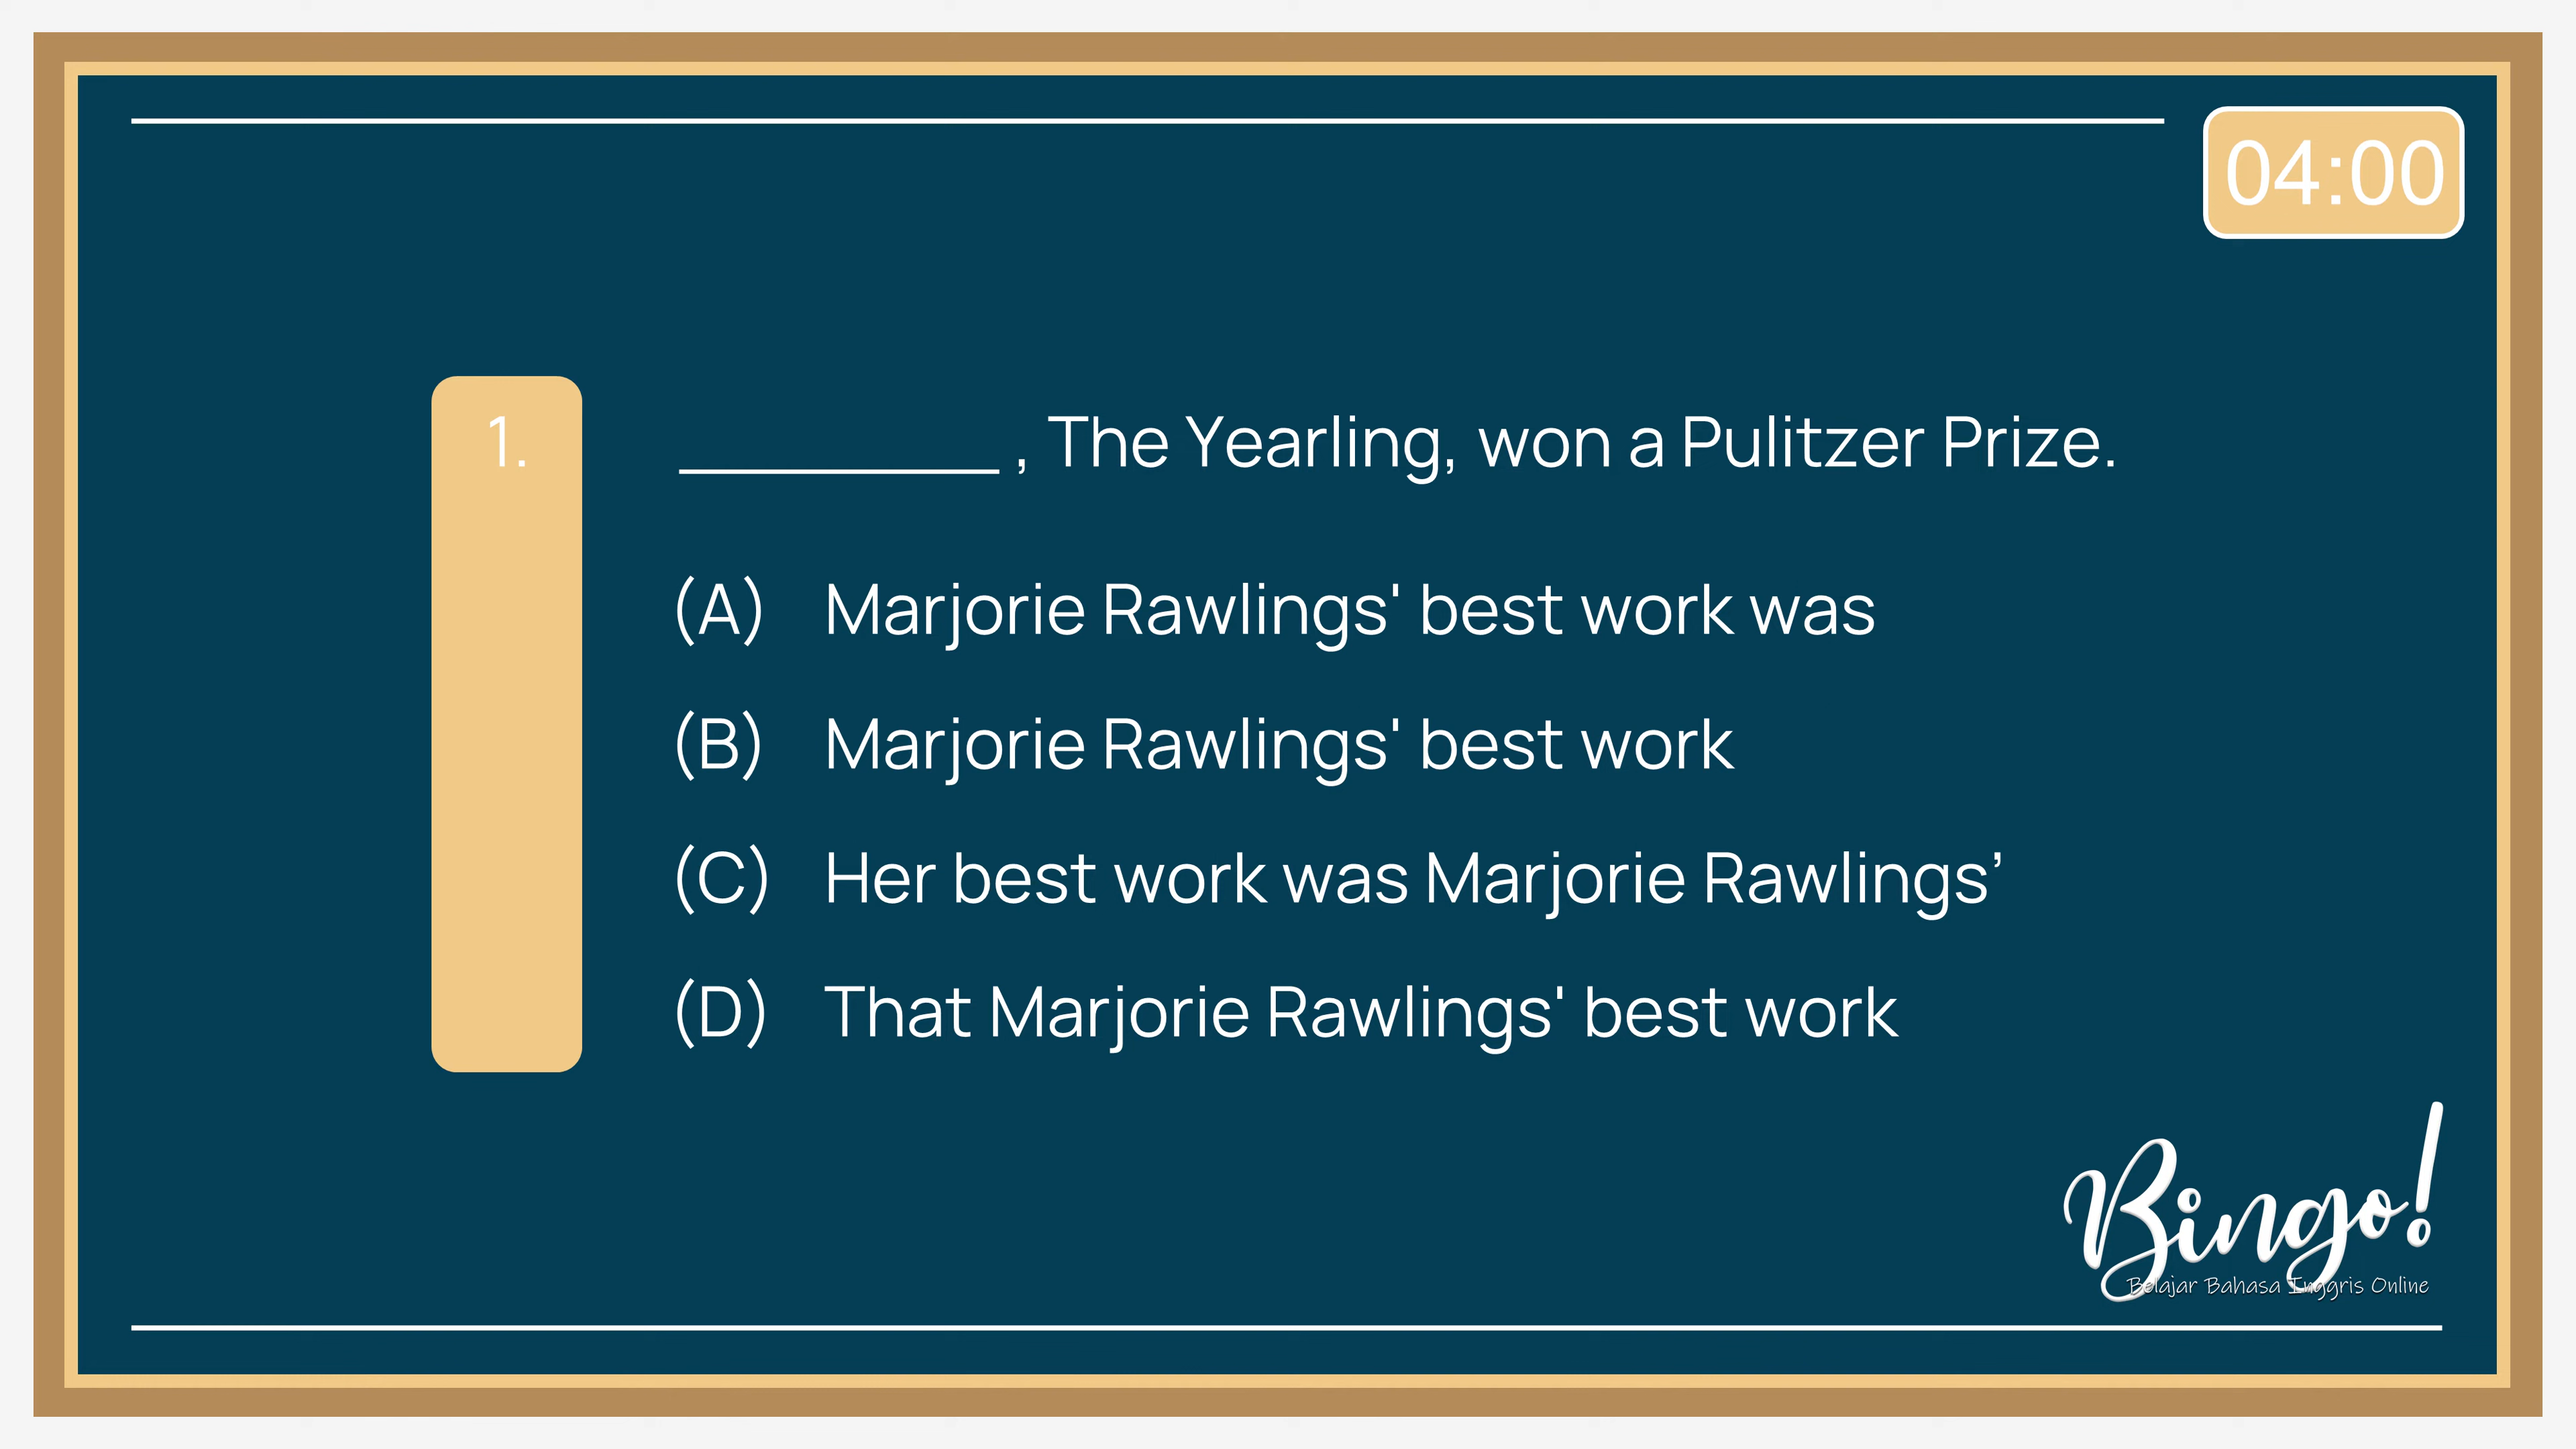 04:00
1.
__________ , The Yearling, won a Pulitzer Prize.
(A) Marjorie Rawlings' best work was
(B) Marjorie Rawlings' best work
(C) Her best work was Marjorie Rawlings’
(D) That Marjorie Rawlings' best work
Bingo!
Belajar Bahasa Inggris Online